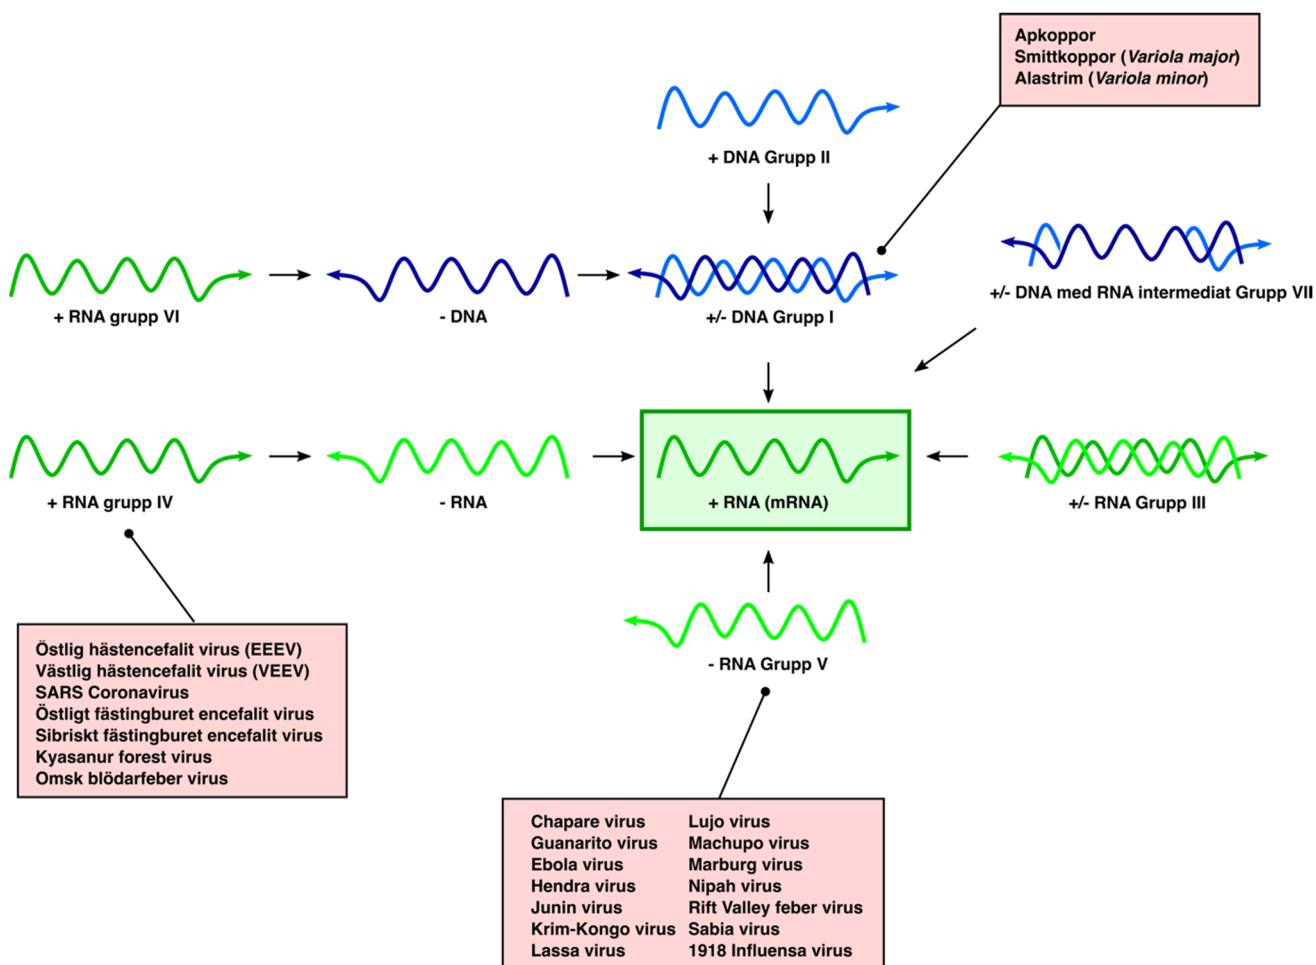 Apkoppor
Smittkoppor (Variola major)
Alastrim (Variola minor)
+ DNA Grupp II
+/- DNA med RNA intermediat Grupp VII
+ RNA grupp VI
- DNA
+/- DNA Grupp I
+ RNA grupp IV
- RNA
+ RNA (mRNA)
+/- RNA Grupp III
- RNA Grupp V
Östlig hästencefalit virus (EEEV)
Västlig hästencefalit virus (VEEV)
SARS Coronavirus
Östligt fästingburet encefalit virus
Sibriskt fästingburet encefalit virus
Kyasanur forest virus
Omsk blödarfeber virus
Chapare virus
Guanarito virus
Ebola virus
Hendra virus
Junin virus
Krim-Kongo virus
Lassa virus
Lujo virus
Machupo virus
Marburg virus
Nipah virus
Rift Valley feber virus
Sabia virus
1918 Influensa virus